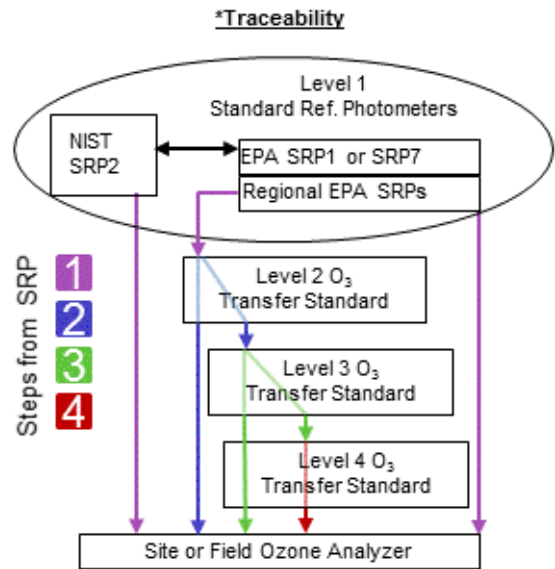 *Traceability
Level 1
Standard Ref. Photometers
NIST
SRP2
EPA SRP1 or SRP7
Regional EPA SRPs
Steps from SRP
1
2
3
4
Level 2 O₃
Transfer Standard
Level 3 O₃
Transfer Standard
Level 4 O₃
Transfer Standard
Site or Field Ozone Analyzer